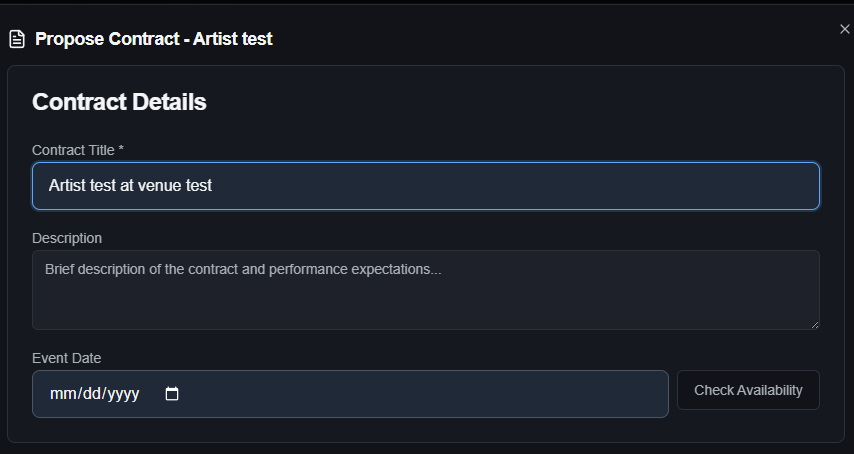 Propose Contract - Artist test
Contract Details
Contract Title *
Artist test at venue test
Description
Brief description of the contract and performance expectations...
Event Date
mm/dd/yyyy
Check Availability